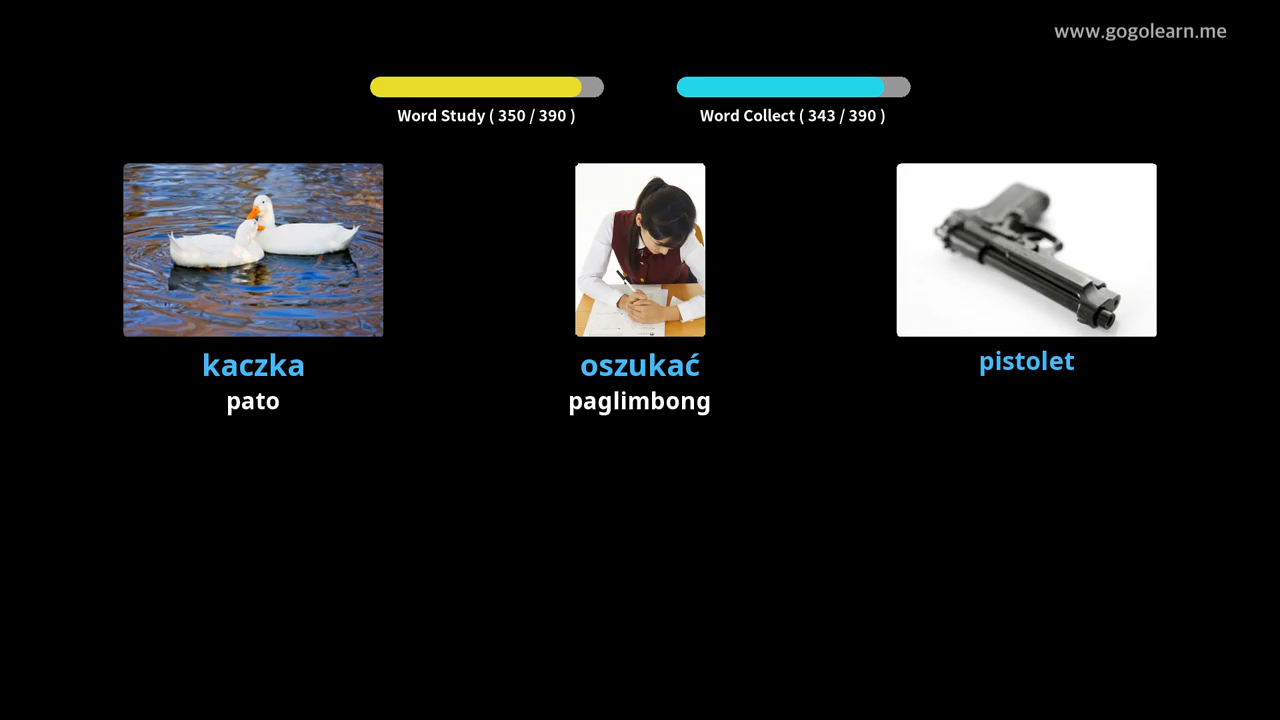 www.gogolearn.me
Word Study ( 350 / 390 )
Word Collect ( 343 / 390 )
kaczka
pato
oszukać
paglimbong
pistolet